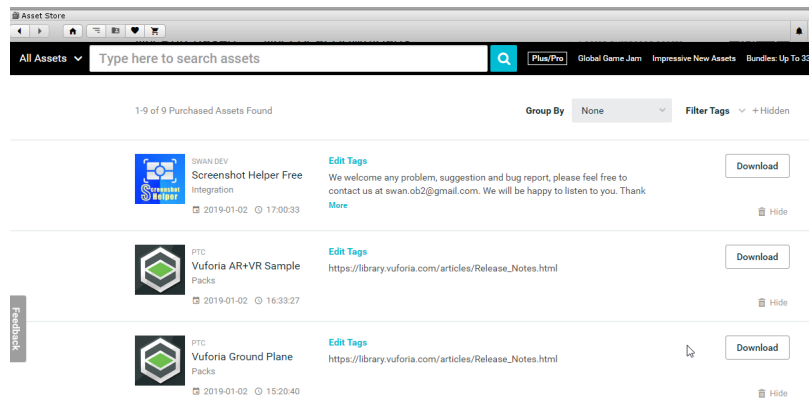 Asset Store
All Assets
Type here to search assets
Plus/Pro
Global Game Jam
Impressive New Assets
Bundles: Up To 33
1-9 of 9 Purchased Assets Found
Group By
None
Filter Tags
+Hidden
SWAN DEV
Screenshot Helper Free
Integration
2019-01-02 17:00:33
Screenshot
Helper
Edit Tags
We welcome any problem, suggestion and bug report, please feel free to
contact us at swan.ob2@gmail.com. We will be happy to listen to you. Thank
More
Download
Hide
PTC
Vuforia AR+VR Sample
Packs
2019-01-02 16:33:27
Edit Tags
https://library.vuforia.com/articles/Release_Notes.html
Download
Hide
Feedback
PTC
Vuforia Ground Plane
Packs
2019-01-02 15:20:40
Edit Tags
https://library.vuforia.com/articles/Release_Notes.html
Download
Hide